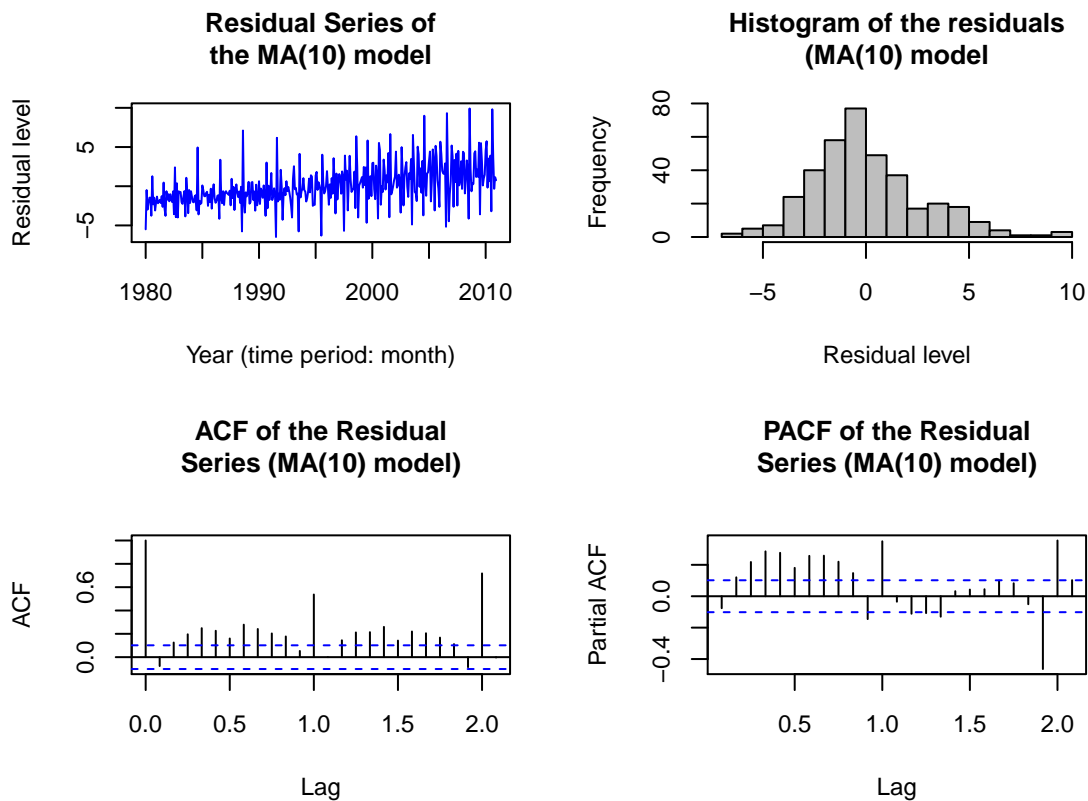 Residual Series of
the MA(10) model
Residual level
5
−5
1980 1990 2000 2010
Year (time period: month)
Histogram of the residuals
(MA(10) model
Frequency
80
40
0
−5 0 5 10
Residual level
ACF of the Residual
Series (MA(10) model)
ACF
0.6
0.0
0.0 0.5 1.0 1.5 2.0
Lag
PACF of the Residual
Series (MA(10) model)
Partial ACF
0.0
−0.4
0.5 1.0 1.5 2.0
Lag